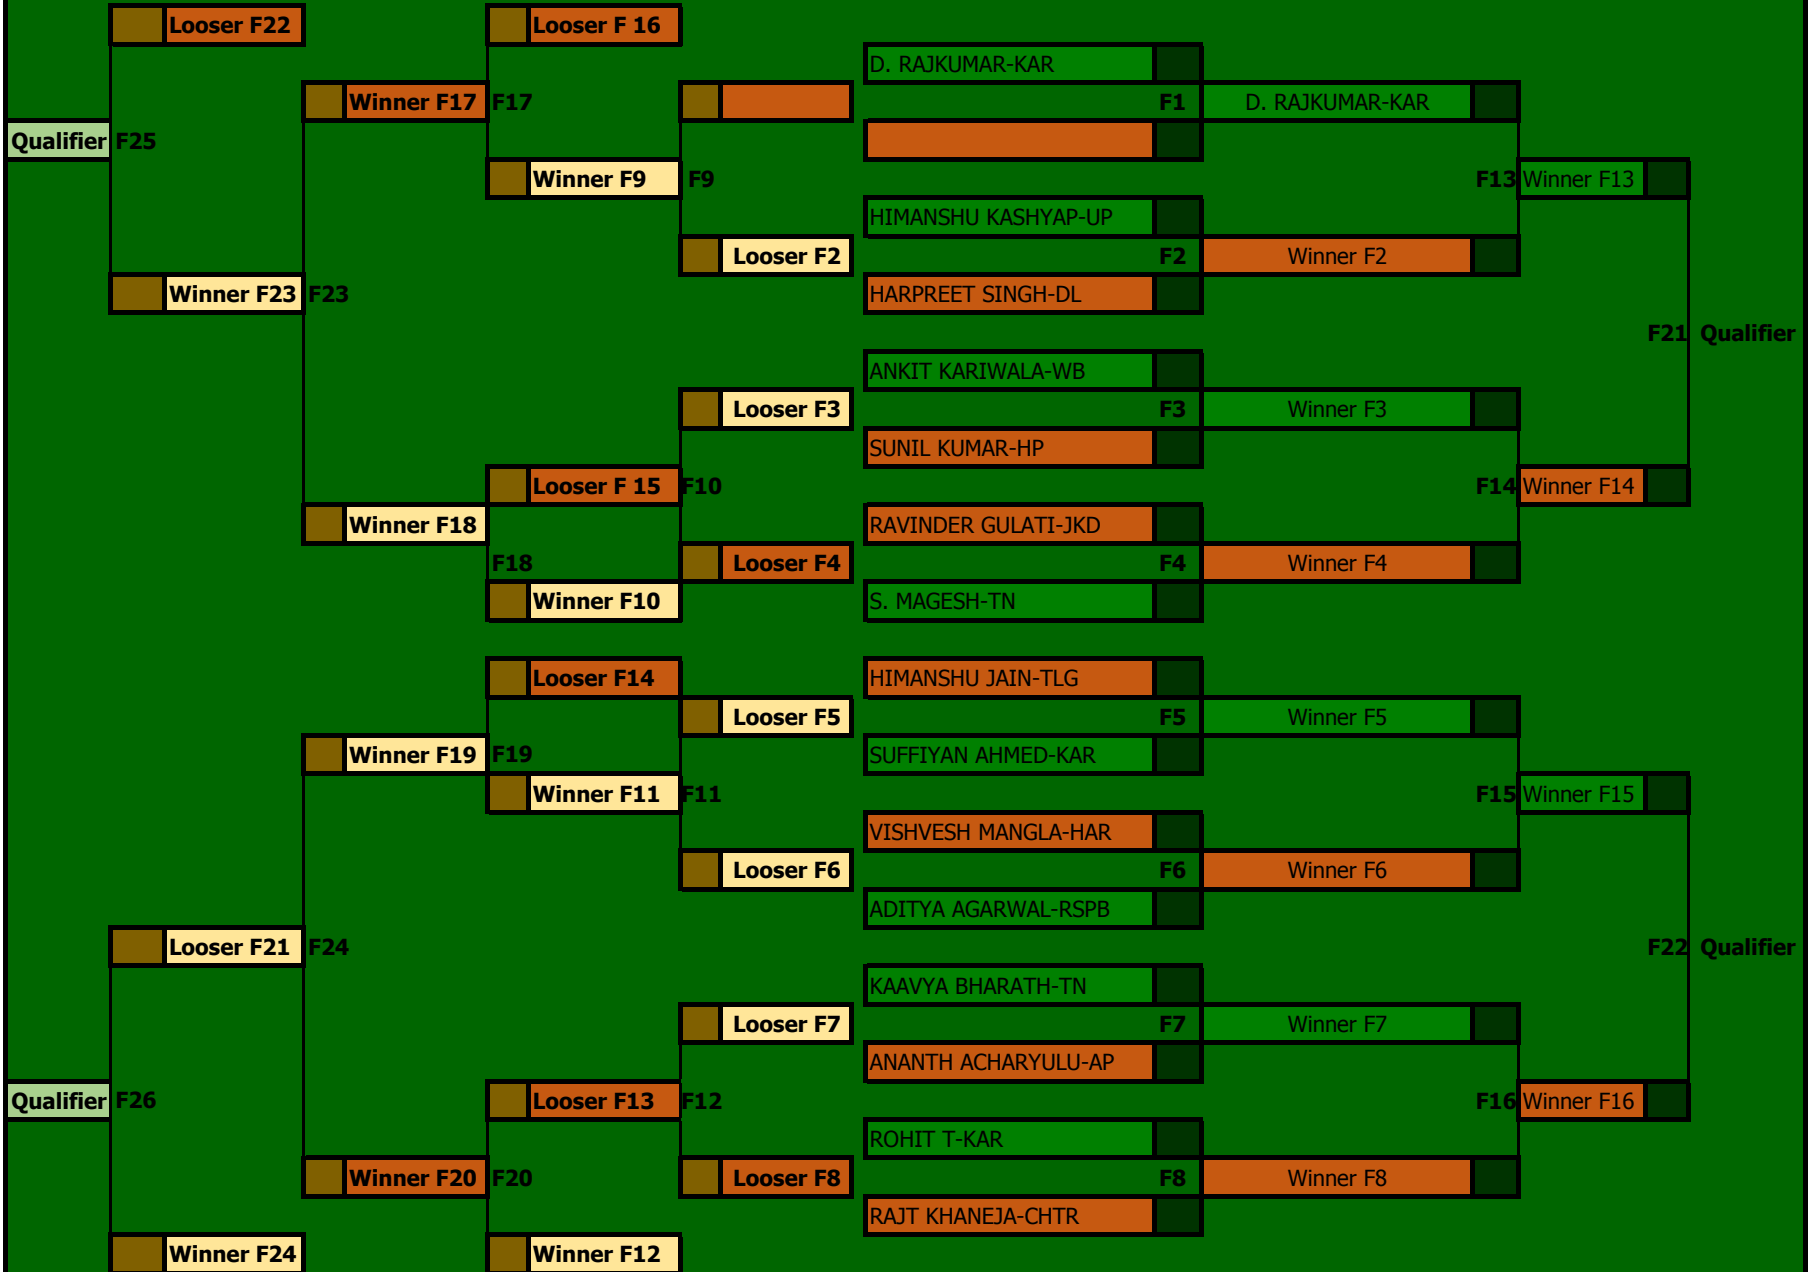 Looser F22
Looser F 16
D. RAJKUMAR-KAR
Winner F17
F17
F1
D. RAJKUMAR-KAR
Qualifier
F25
Winner F9
F9
F13
Winner F13
HIMANSHU KASHYAP-UP
Looser F2
F2
Winner F2
Winner F23
F23
HARPREET SINGH-DL
F21
Qualifier
ANKIT KARIWALA-WB
Looser F3
F3
Winner F3
SUNIL KUMAR-HP
Looser F 15
F10
F14
Winner F14
Winner F18
RAVINDER GULATI-JKD
F18
Looser F4
F4
Winner F4
Winner F10
S. MAGESH-TN
Looser F14
HIMANSHU JAIN-TLG
Looser F5
F5
Winner F5
Winner F19
F19
SUFFIYAN AHMED-KAR
Winner F11
F11
F15
Winner F15
VISHVESH MANGLA-HAR
Looser F6
F6
Winner F6
ADITYA AGARWAL-RSPB
Looser F21
F24
F22
Qualifier
KAAVYA BHARATH-TN
Looser F7
F7
Winner F7
ANANTH ACHARYULU-AP
Qualifier
F26
Looser F13
F12
F16
Winner F16
ROHIT T-KAR
Winner F20
F20
Looser F8
F8
Winner F8
RAJT KHANEJA-CHTR
Winner F24
Winner F12